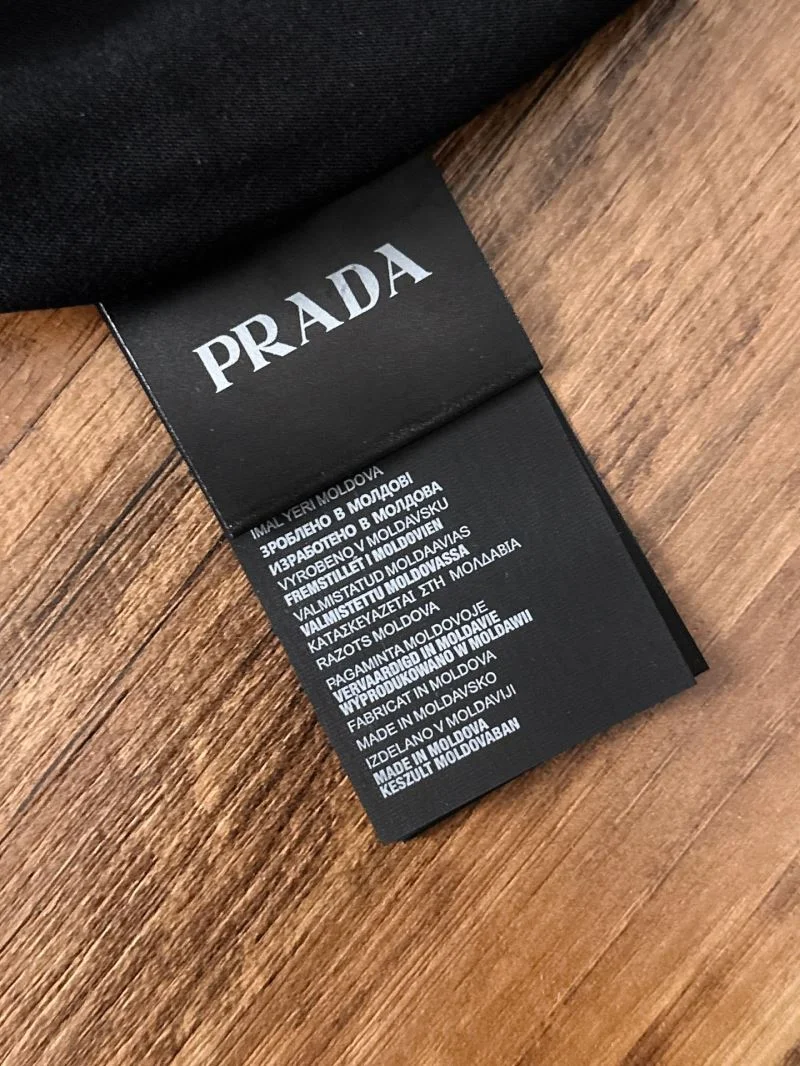 PRADA
IMAL YERI MOLDOVA
ЗРОБЛЕНО В МОЛДОВІ
ИЗРАБОТЕНО В МОЛДОВА
VYROBENO V MOLDAVSKU
FREMSTILLET I MOLDOVIEN
VALMISTATUD MOLDAAVIAS
VALMISTETTU MOLDOVASSA
ΚΑΤΑΣΚΕΥΑΖΕΤΑΙ ΣΤΗ ΜΟΛΔΑΒΙΑ
RAZOTS MOLDOVA
PAGAMINTA MOLDOVOJE
VERVAARDIGD IN MOLDAVIE
WYPRODUKOWANO W MOLDAWII
FABRICAT IN MOLDOVA
MADE IN MOLDAVSKO
IZDELANO V MOLDAVIJI
MADE IN MOLDOVA
KESZULT MOLDOVABAN